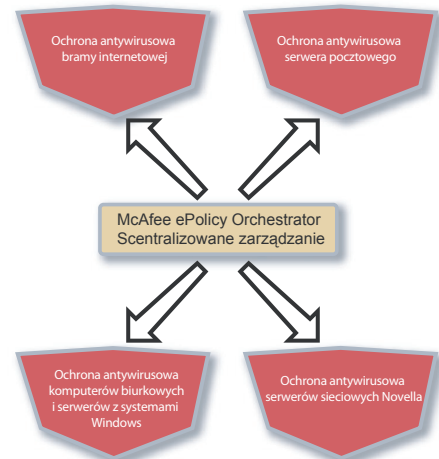 Ochrona antywirusowa
bramy internetowej
Ochrona antywirusowa
serwera pocztowego
McAfee ePolicy Orchestrator
Scentralizowane zarządzanie
Ochrona antywirusowa
komputerów biurkowych
i serwerów z systemami
Windows
Ochrona antywirusowa
serwerów sieciowych Novella